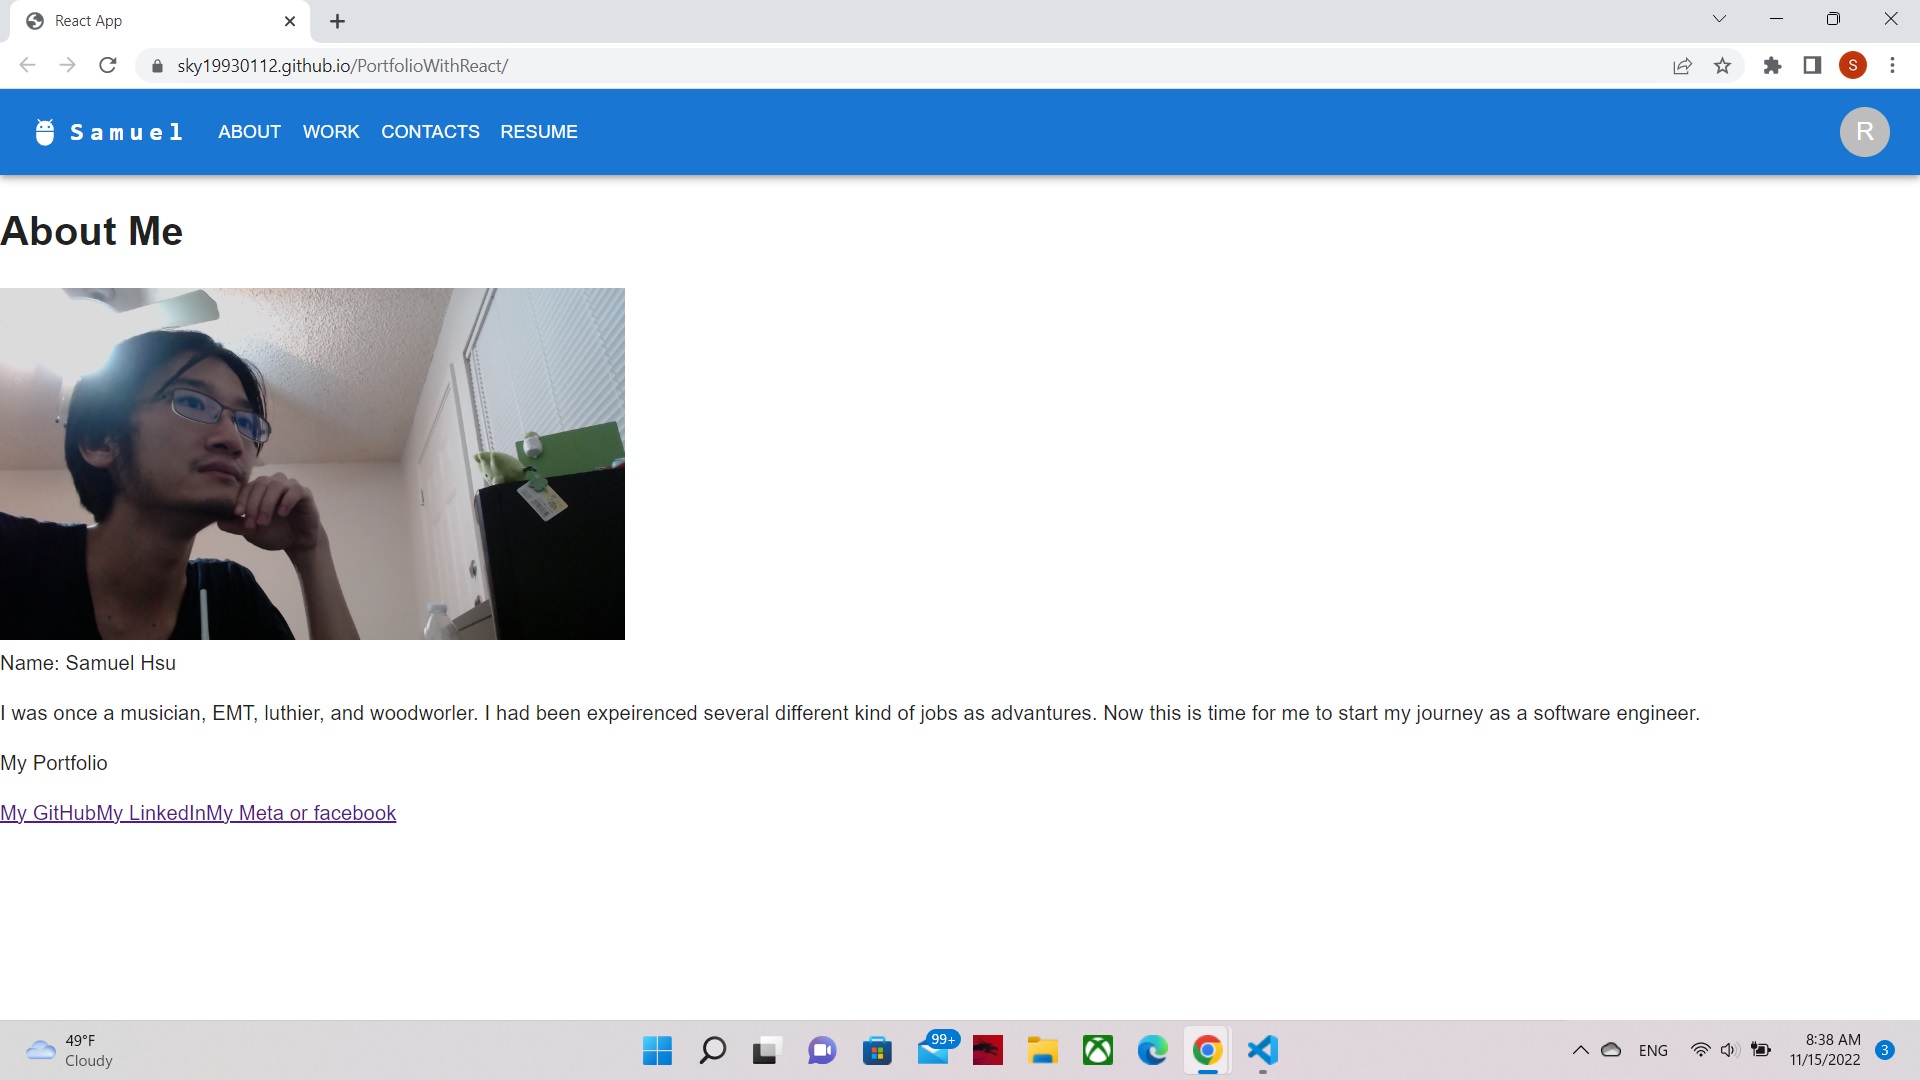 React App
sky19930112.github.io/PortfolioWithReact/
S
Samuel ABOUT WORK CONTACTS RESUME
R
About Me
Name: Samuel Hsu
I was once a musician, EMT, luthier, and woodworler. I had been expeirenced several different kind of jobs as advantures. Now this is time for me to start my journey as a software engineer.
My Portfolio
My GitHubMy LinkedInMy Meta or facebook
49°F
Cloudy
99+
ENG
8:38 AM
11/15/2022
3